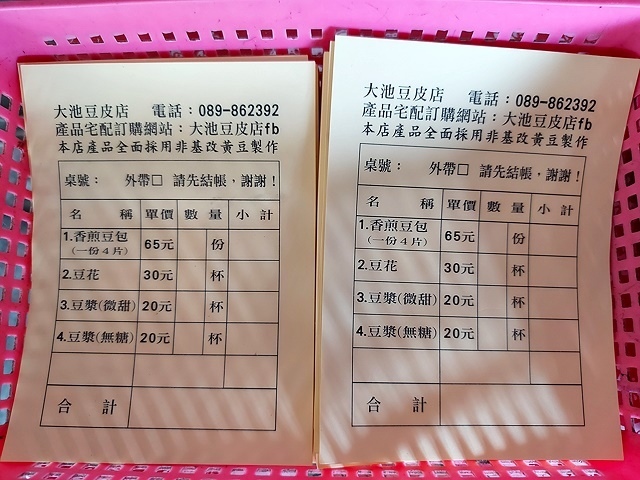 大池豆皮店 電話：089-862392
產品宅配訂購網站：大池豆皮店fb
本店產品全面採用非基改黃豆製作
桌號： 外帶□ 請先結帳，謝謝！
名稱 單價 數量 小計
1.香煎豆包 65元 份
(一份4片)
2.豆花 30元 杯
3.豆漿(微甜) 20元 杯
4.豆漿(無糖) 20元 杯
合計
大池豆皮店 電話：089-862392
產品宅配訂購網站：大池豆皮店fb
本店產品全面採用非基改黃豆製作
桌號： 外帶□ 請先結帳，謝謝！
名稱 單價 數量 小計
1.香煎豆包 65元 份
(一份4片)
2.豆花 30元 杯
3.豆漿(微甜) 20元 杯
4.豆漿(無糖) 20元 杯
合計